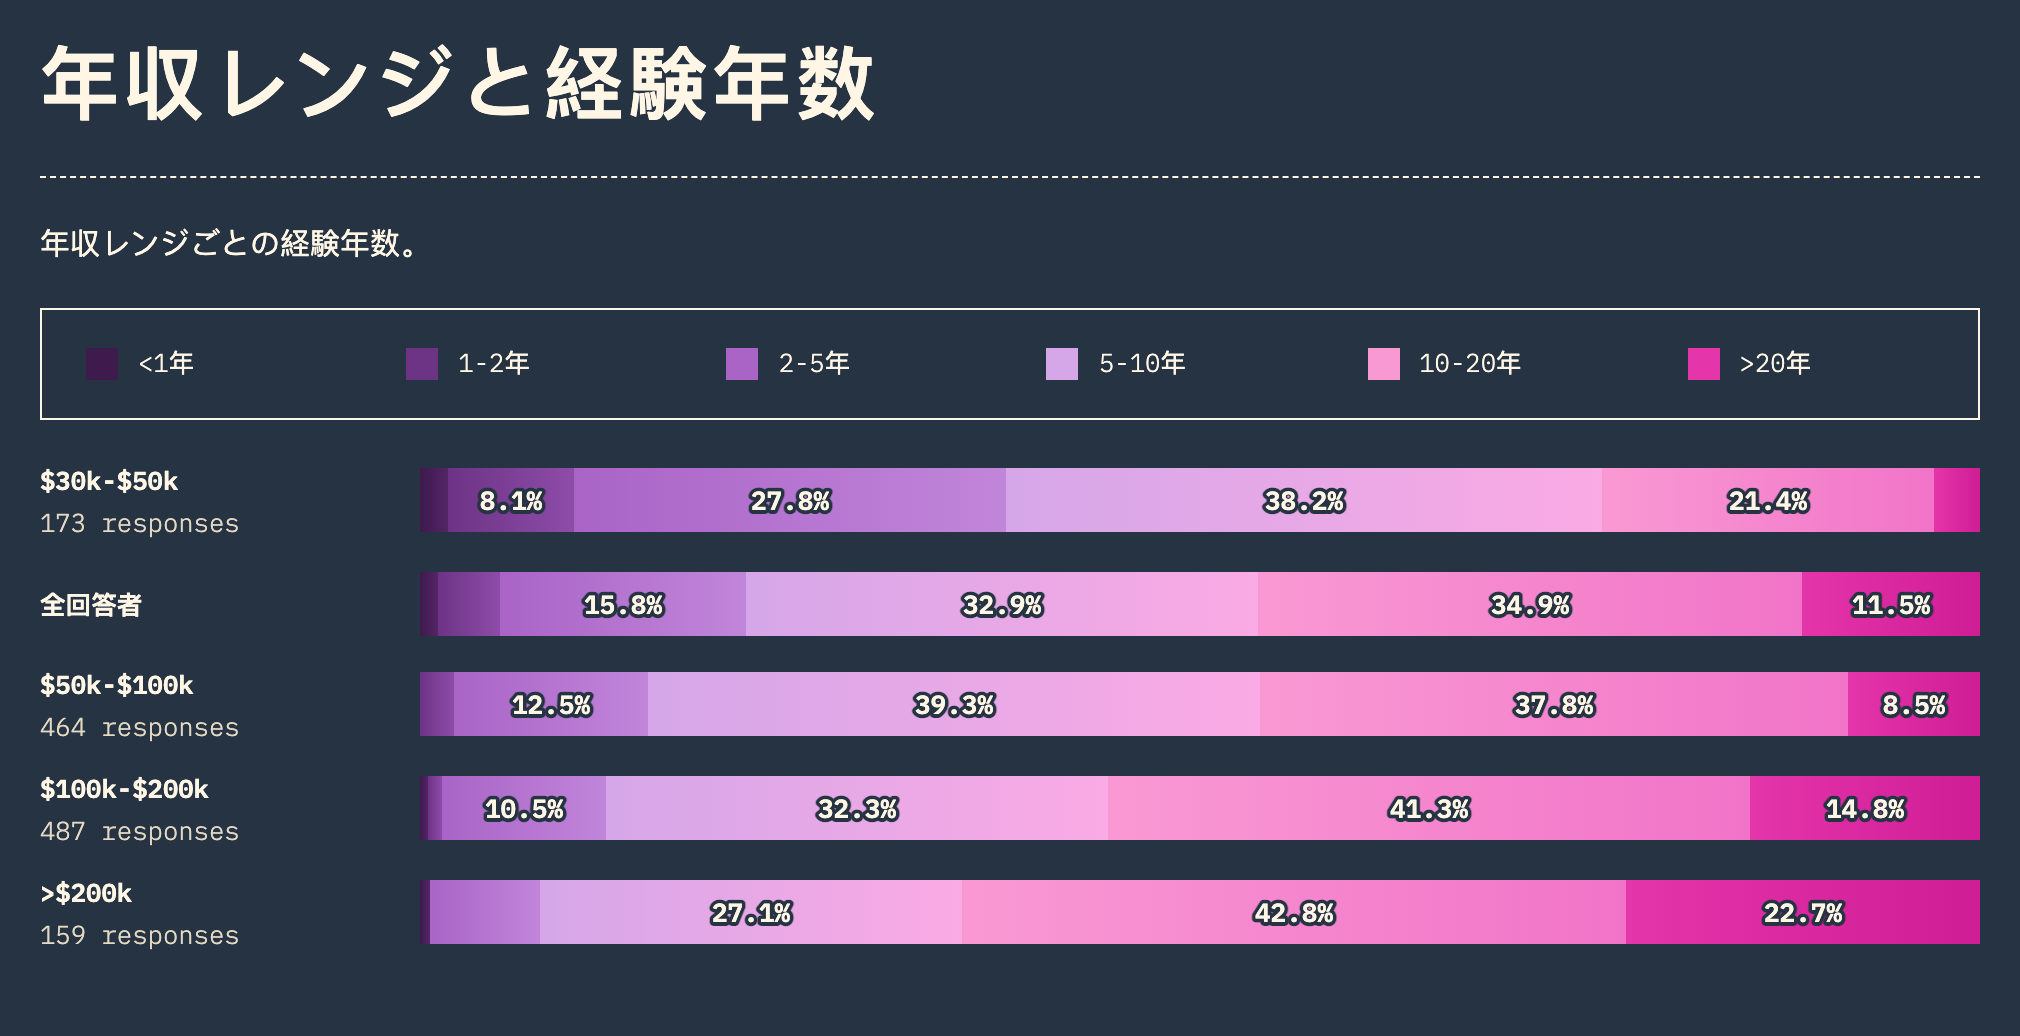 年収レンジと経験年数
年収レンジごとの経験年数。
<1年 1-2年 2-5年 5-10年 10-20年 >20年
$30k-$50k
173 responses
8.1% 27.8% 38.2% 21.4%
全回答者
15.8% 32.9% 34.9% 11.5%
$50k-$100k
464 responses
12.5% 39.3% 37.8% 8.5%
$100k-$200k
487 responses
10.5% 32.3% 41.3% 14.8%
>$200k
159 responses
27.1% 42.8% 22.7%